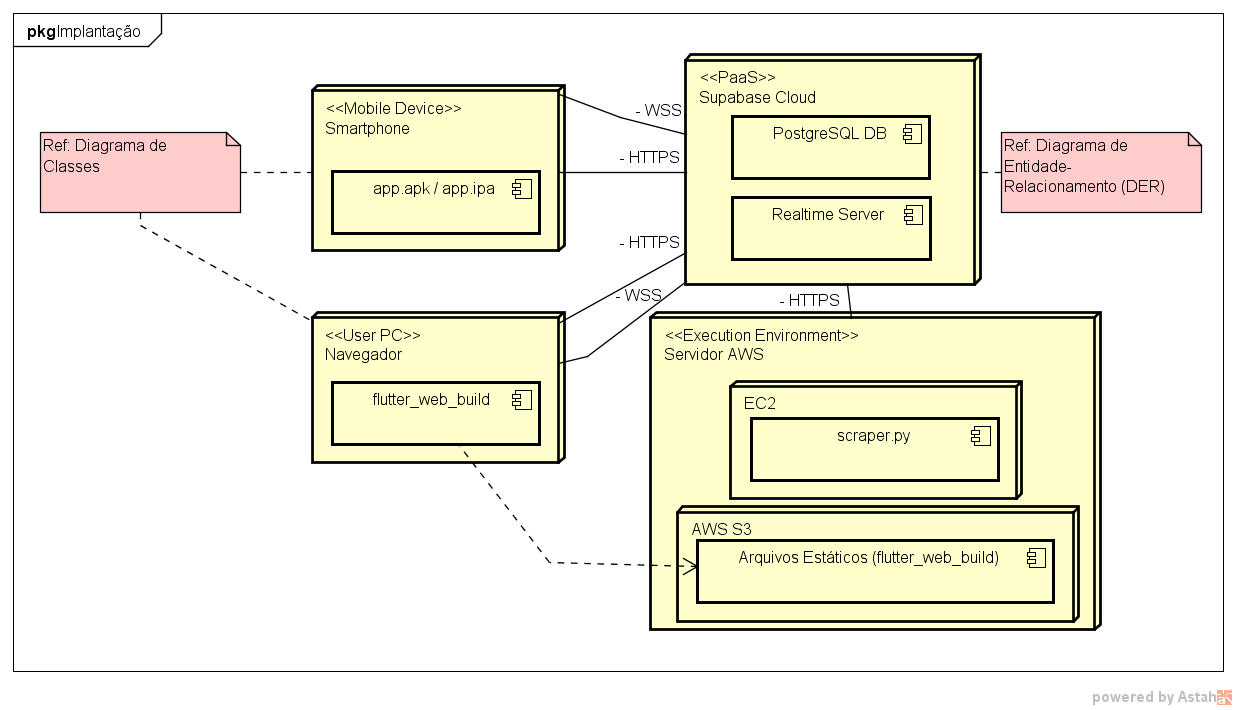 pkg Implantação
<<PaaS>>
Supabase Cloud
<<Mobile Device>>
Smartphone
- WSS
PostgreSQL DB
Ref: Diagrama de
Classes
Ref: Diagrama de
Entidade-
Relacionamento (DER)
- HTTPS
app.apk / app.ipa
Realtime Server
- HTTPS
- WSS
- HTTPS
<<User PC>>
Navegador
<<Execution Environment>>
Servidor AWS
flutter_web_build
EC2
scraper.py
AWS S3
Arquivos Estáticos (flutter_web_build)
powered by Astah